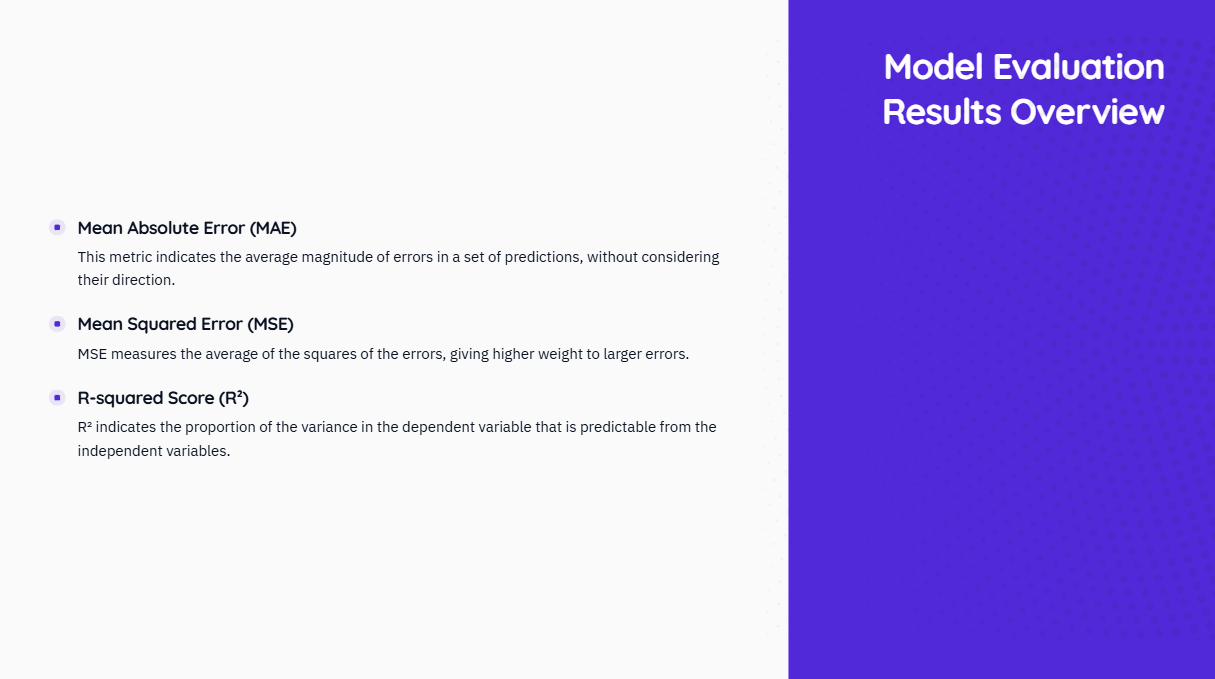 Model Evaluation
Results Overview
Mean Absolute Error (MAE)
This metric indicates the average magnitude of errors in a set of predictions, without considering
their direction.
Mean Squared Error (MSE)
MSE measures the average of the squares of the errors, giving higher weight to larger errors.
R-squared Score (R²)
R² indicates the proportion of the variance in the dependent variable that is predictable from the
independent variables.